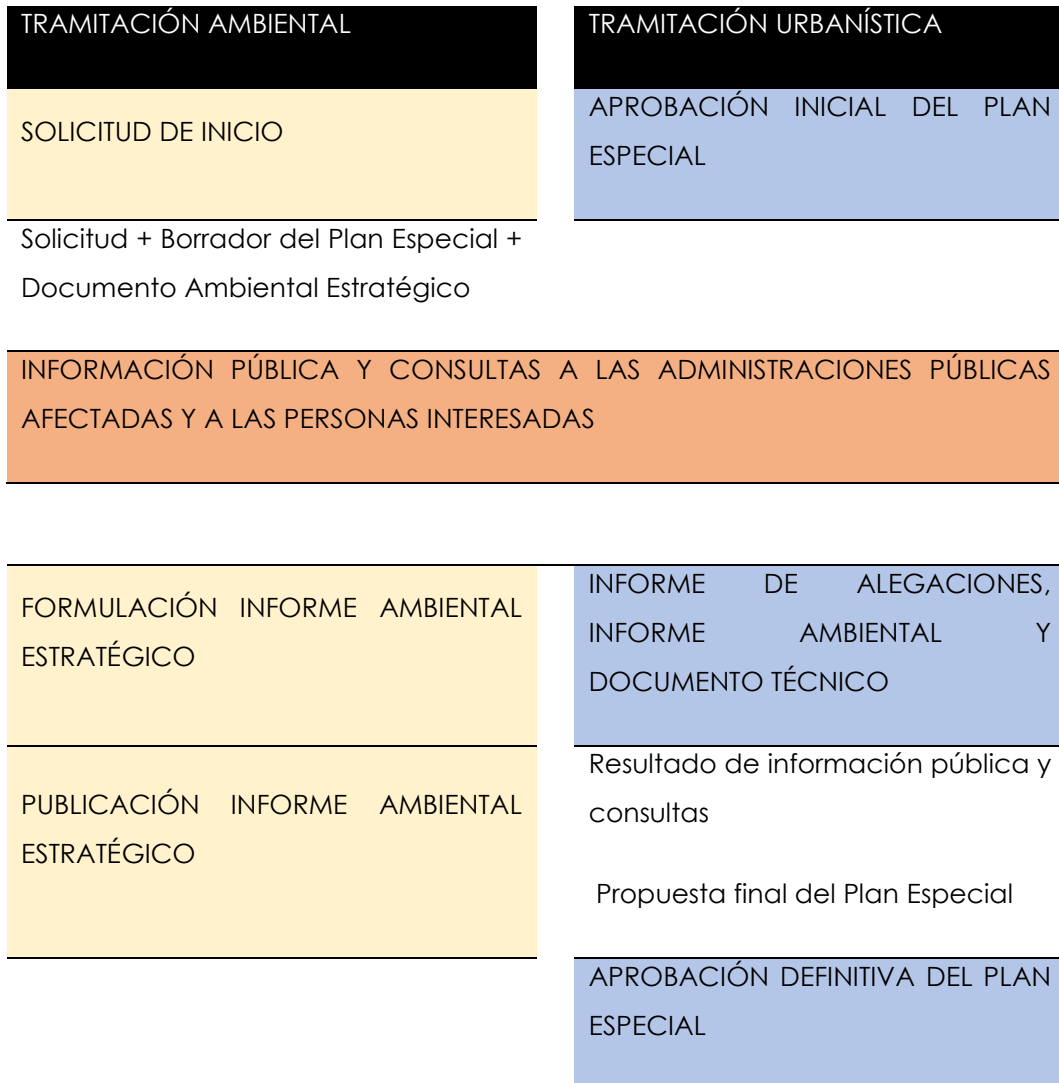 TRAMITACIÓN AMBIENTAL
TRAMITACIÓN URBANÍSTICA
SOLICITUD DE INICIO
APROBACIÓN INICIAL DEL PLAN
ESPECIAL
Solicitud + Borrador del Plan Especial +
Documento Ambiental Estratégico
INFORMACIÓN PÚBLICA Y CONSULTAS A LAS ADMINISTRACIONES PÚBLICAS
AFECTADAS Y A LAS PERSONAS INTERESADAS
FORMULACIÓN INFORME AMBIENTAL
ESTRATÉGICO
INFORME DE ALEGACIONES,
INFORME AMBIENTAL Y
DOCUMENTO TÉCNICO
PUBLICACIÓN INFORME AMBIENTAL
ESTRATÉGICO
Resultado de información pública y
consultas
Propuesta final del Plan Especial
APROBACIÓN DEFINITIVA DEL PLAN
ESPECIAL